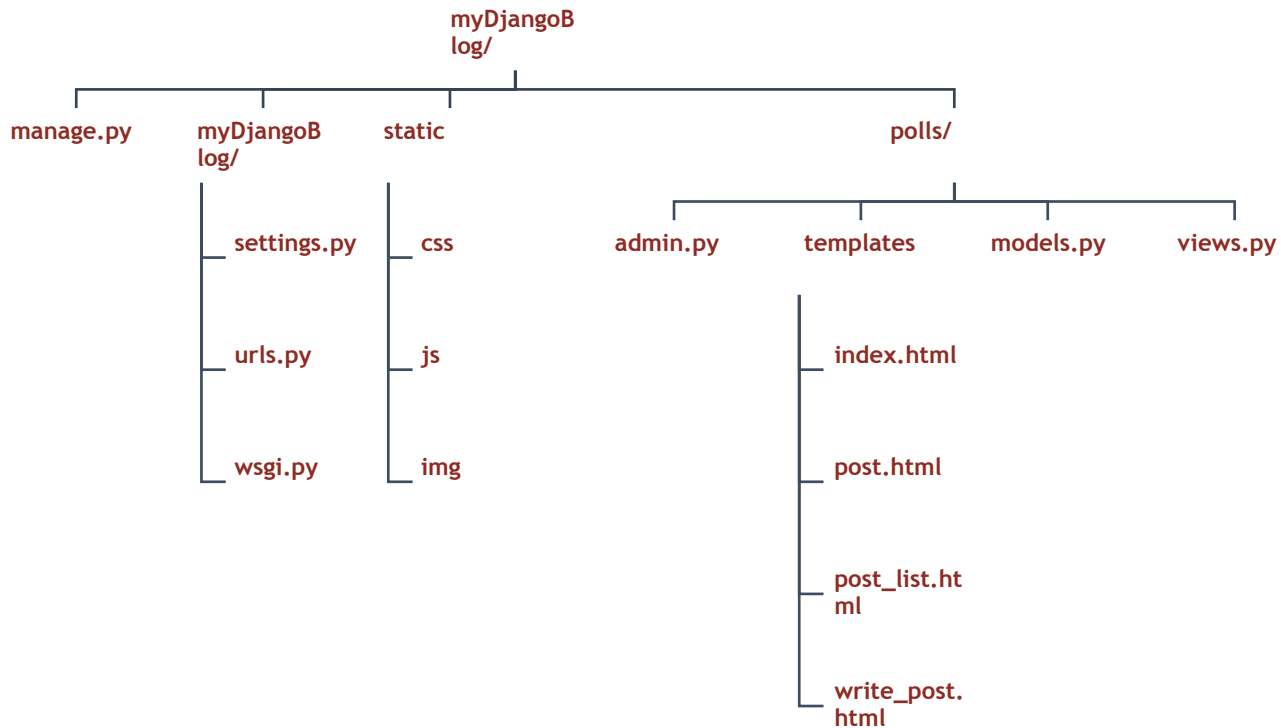 myDjangoB
log/
manage.py
myDjangoB
log/
static
polls/
settings.py
css
admin.py
templates
models.py
views.py
urls.py
js
index.html
wsgi.py
img
post.html
post_list.ht
ml
write_post.
html